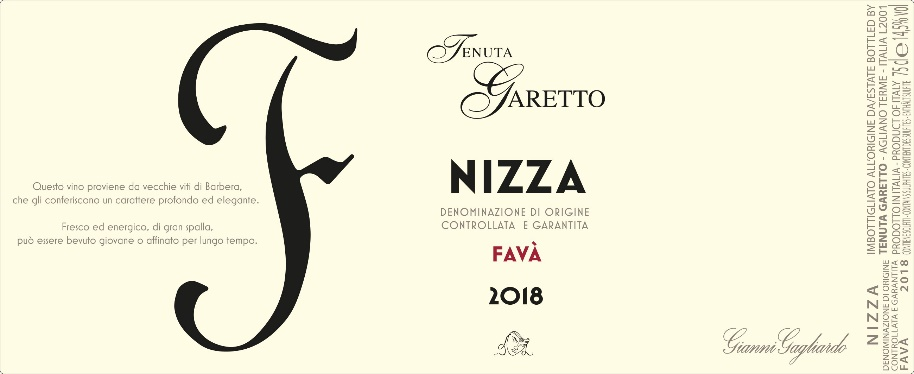 F
Questo vino proviene da vecchie viti di Barbera,
che gli conferiscono un carattere profondo ed elegante.
Fresco ed energico, di gran spalla,
può essere bevuto giovane o affinato per lungo tempo.
TENUTA
GARETTO
NIZZA
DENOMINAZIONE DI ORIGINE
CONTROLLATA E GARANTITA
FAVÀ
2018
Gianni Gagliardo
NIZZA
DENOMINAZIONE DI ORIGINE
CONTROLLATA E GARANTITA
FAVÀ 2018
IMBOTTIGLIATO ALL'ORIGINE DA/ESTATE BOTTLED BY
TENUTA GARETTO - AGLIANO TERME - ITALIA L2001
PRODOTTO IN ITALIA - PRODUCT OF ITALY 75cl e 14,5% vol